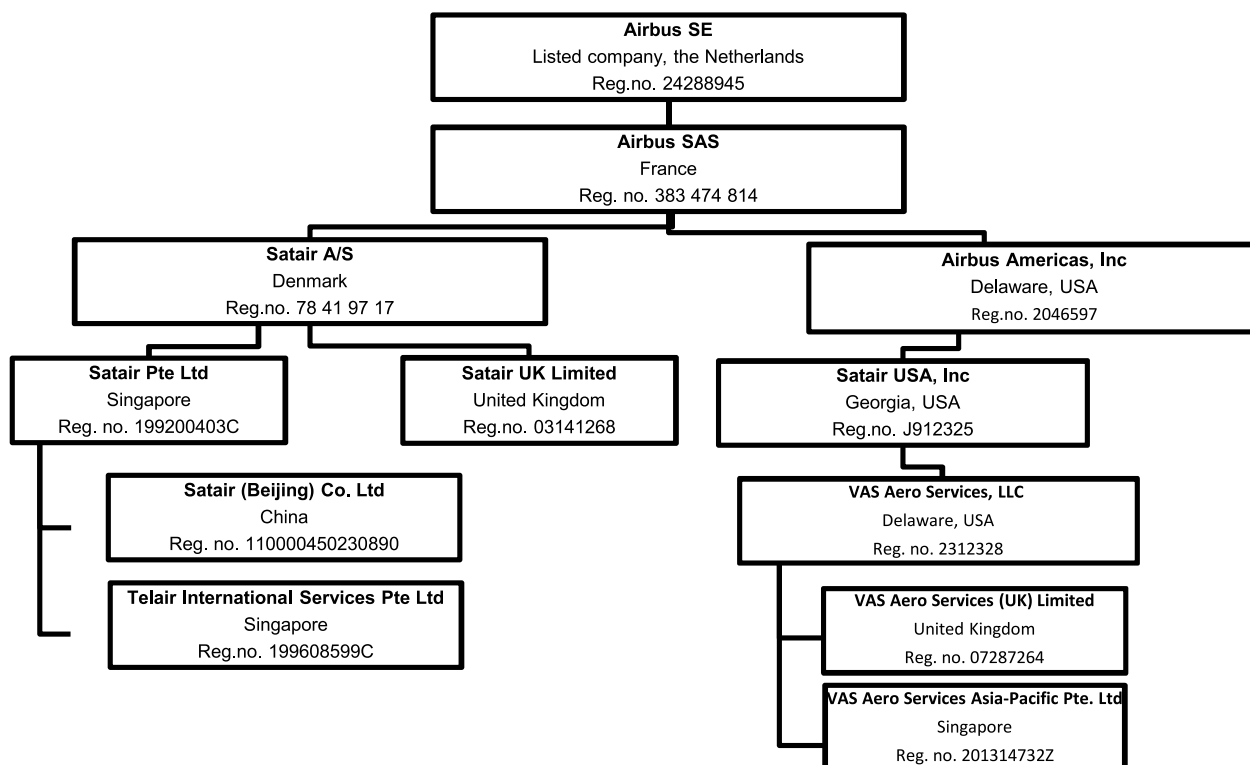 Airbus SE
Listed company, the Netherlands
Reg.no. 24288945
Airbus SAS
France
Reg. no. 383 474 814
Satair A/S
Denmark
Reg.no. 78 41 97 17
Airbus Americas, Inc
Delaware, USA
Reg.no. 2046597
Satair Pte Ltd
Singapore
Reg. no. 199200403C
Satair UK Limited
United Kingdom
Reg.no. 03141268
Satair USA, Inc
Georgia, USA
Reg.no. J912325
Satair (Beijing) Co. Ltd
China
Reg. no. 110000450230890
Telair International Services Pte Ltd
Singapore
Reg.no. 199608599C
VAS Aero Services, LLC
Delaware, USA
Reg. no. 2312328
VAS Aero Services (UK) Limited
United Kingdom
Reg. no. 07287264
VAS Aero Services Asia-Pacific Pte. Ltd
Singapore
Reg. no. 201314732Z